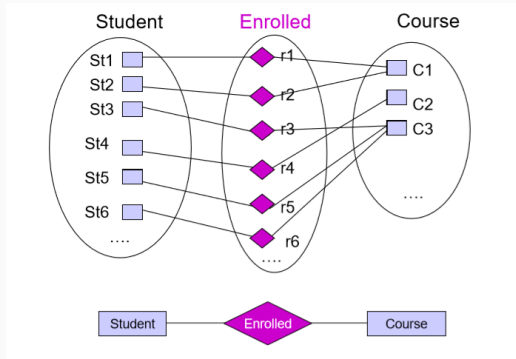 Student Enrolled Course
St1 r1 C1
St2 r2 C2
St3 r3 C3
St4 r4
St5 r5
St6 r6
.... .... ....
Student Enrolled Course